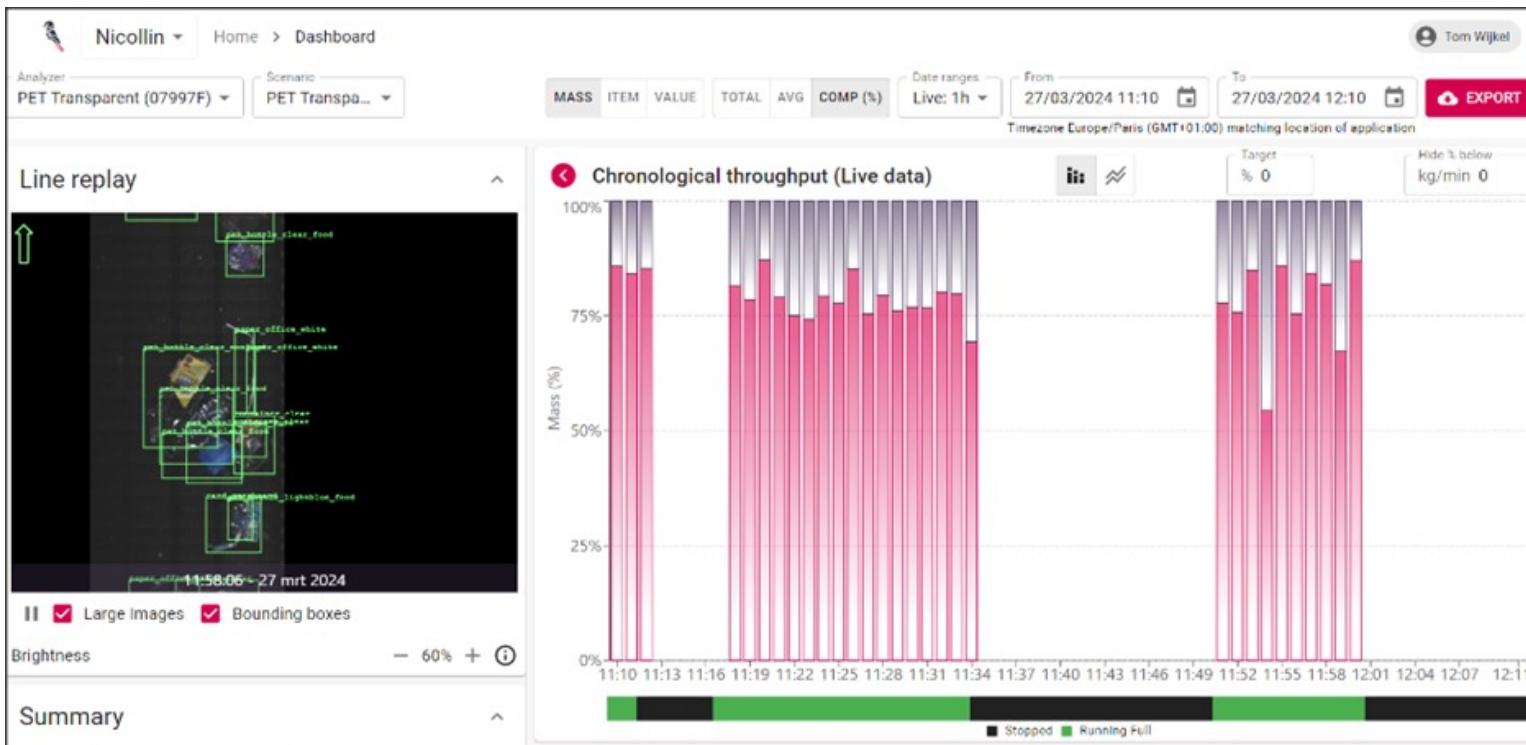 Nicollin
Home > Dashboard
Tom Wijkel
Analyzer
PET Transparent (07997F)
Scenario
PET Transpa...
MASS ITEM VALUE
TOTAL AVG COMP (%)
Date ranges
Live: 1h
From
27/03/2024 11:10
To
27/03/2024 12:10
EXPORT
Timezone Europe/Paris (GMT+01:00) matching location of application
Line replay
pet_bottle_clear_food
paper_office_white
office_white
pet_bottle_clear_food
lightblue_food
11:58:06 - 27 mrt 2024
Large Images
Bounding boxes
Brightness
60%
Summary
Chronological throughput (Live data)
Target
% 0
Hide % below
kg/min 0
Mass (%)
100%
75%
50%
25%
0%
11:10 11:13 11:16 11:19 11:22 11:25 11:28 11:31 11:34 11:37 11:40 11:43 11:46 11:49 11:52 11:55 11:58 12:01 12:04 12:07
Stopped
Running Full